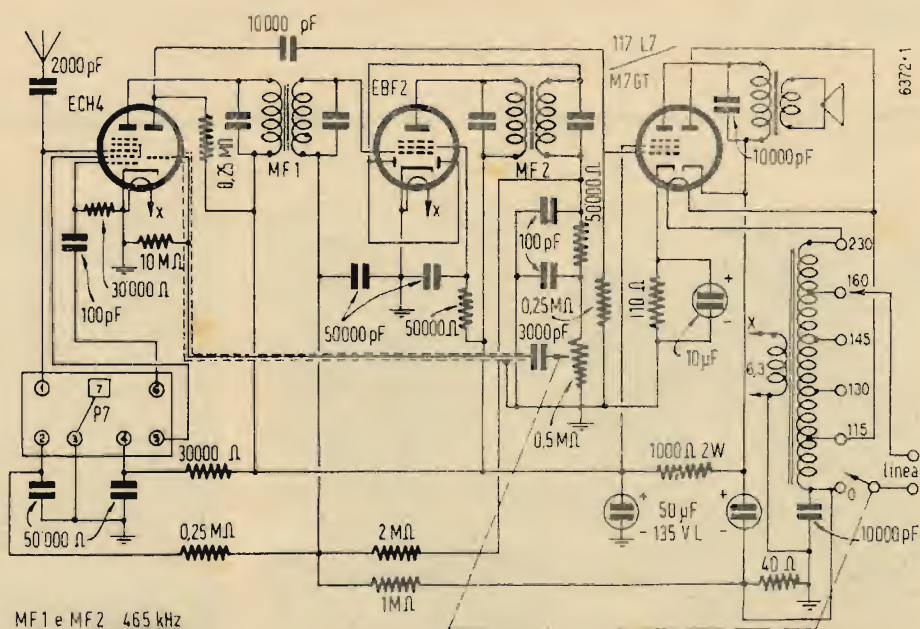 10000 pF
117 L7/
M7GT
6372-1
2000 pF
ECH4
EBF2
0,25 MΩ
MF1
MF2
10000 pF
50000 Ω
X
X
10 MΩ
30000 Ω
100 pF
100 pF
50000 pF
50000 Ω
0,25 MΩ
3000 pF
110 Ω
+
-
10 µF
230
160
145
130
115
0
X
6,3
1
7
6
P7
2
3
4
5
0,5 MΩ
30000 Ω
1000 Ω 2W
linea
50'000 Ω
+
50 µF
- 135 VL
+
-
10000 pF
0,25 MΩ
2 MΩ
1 MΩ
40 Ω
MF1 e MF2 465 kHz